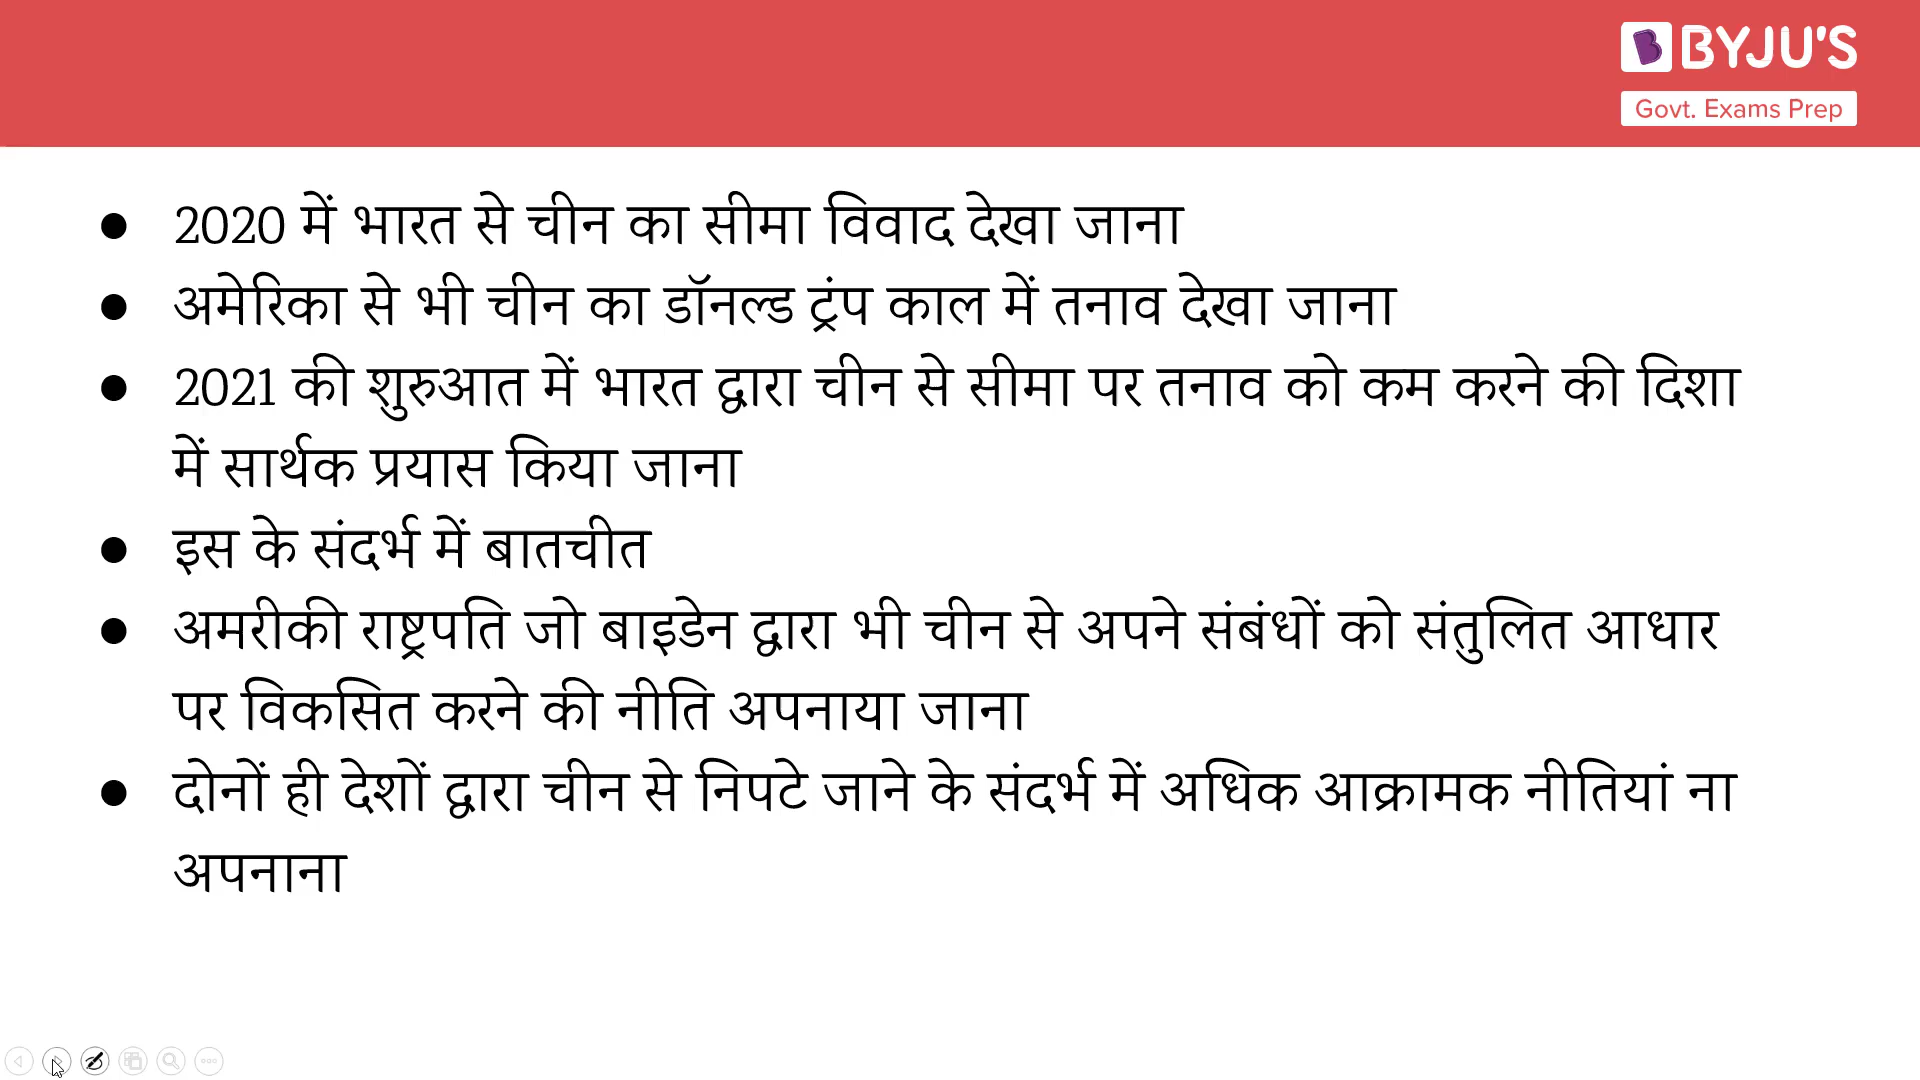 BYJU'S
Govt. Exams Prep
● 2020 में भारत से चीन का सीमा विवाद देखा जाना
● अमेरिका से भी चीन का डॉनल्ड ट्रंप काल में तनाव देखा जाना
● 2021 की शुरुआत में भारत द्वारा चीन से सीमा पर तनाव को कम करने की दिशा
में सार्थक प्रयास किया जाना
● इस के संदर्भ में बातचीत
● अमरीकी राष्ट्रपति जो बाइडेन द्वारा भी चीन से अपने संबंधों को संतुलित आधार
पर विकसित करने की नीति अपनाया जाना
● दोनों ही देशों द्वारा चीन से निपटे जाने के संदर्भ में अधिक आक्रामक नीतियां ना
अपनाना